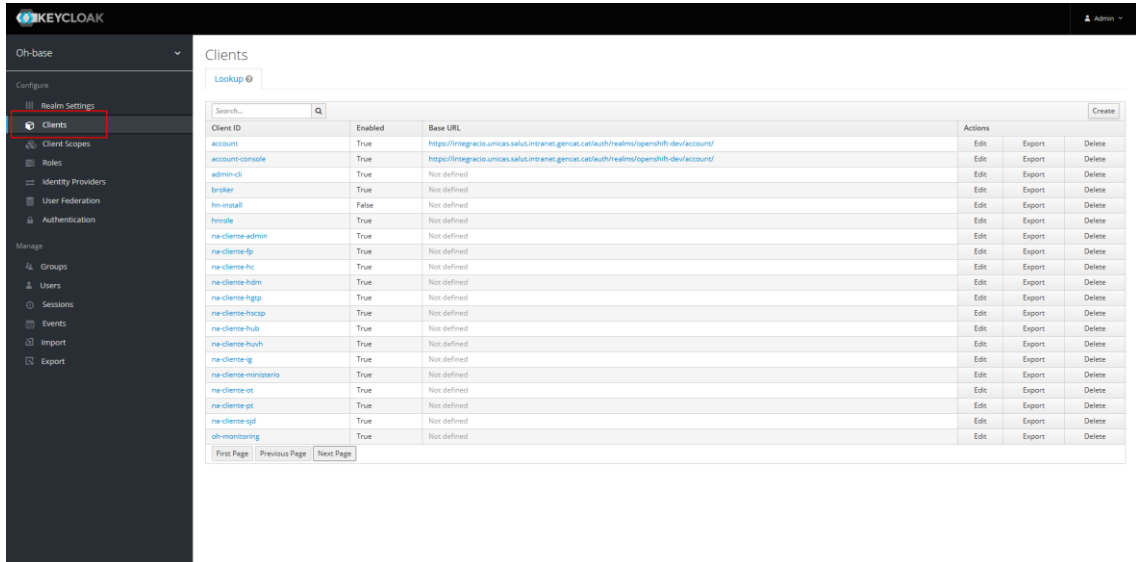 KEYCLOAK
Admin
Oh-base
Configure
Realm Settings
Clients
Client Scopes
Roles
Identity Providers
User Federation
Authentication
Manage
Groups
Users
Sessions
Events
Import
Export
Clients
Lookup
Search...
Create
Client ID Enabled Base URL Actions
account True https://integracio.unicas.salut.intranet.gencat.cat/auth/realms/openshift-dev/account/ Edit Export Delete
account-console True https://integracio.unicas.salut.intranet.gencat.cat/auth/realms/openshift-dev/account/ Edit Export Delete
admin-cli True Not defined Edit Export Delete
broker True Not defined Edit Export Delete
hn-install False Not defined Edit Export Delete
hnrole True Not defined Edit Export Delete
na-cliente-admin True Not defined Edit Export Delete
na-cliente-fp True Not defined Edit Export Delete
na-cliente-hc True Not defined Edit Export Delete
na-cliente-hdm True Not defined Edit Export Delete
na-cliente-hgtp True Not defined Edit Export Delete
na-cliente-hscsp True Not defined Edit Export Delete
na-cliente-hub True Not defined Edit Export Delete
na-cliente-huvh True Not defined Edit Export Delete
na-cliente-ig True Not defined Edit Export Delete
na-cliente-ministerio True Not defined Edit Export Delete
na-cliente-ot True Not defined Edit Export Delete
na-cliente-pt True Not defined Edit Export Delete
na-cliente-sjd True Not defined Edit Export Delete
oh-monitoring True Not defined Edit Export Delete
First Page Previous Page Next Page